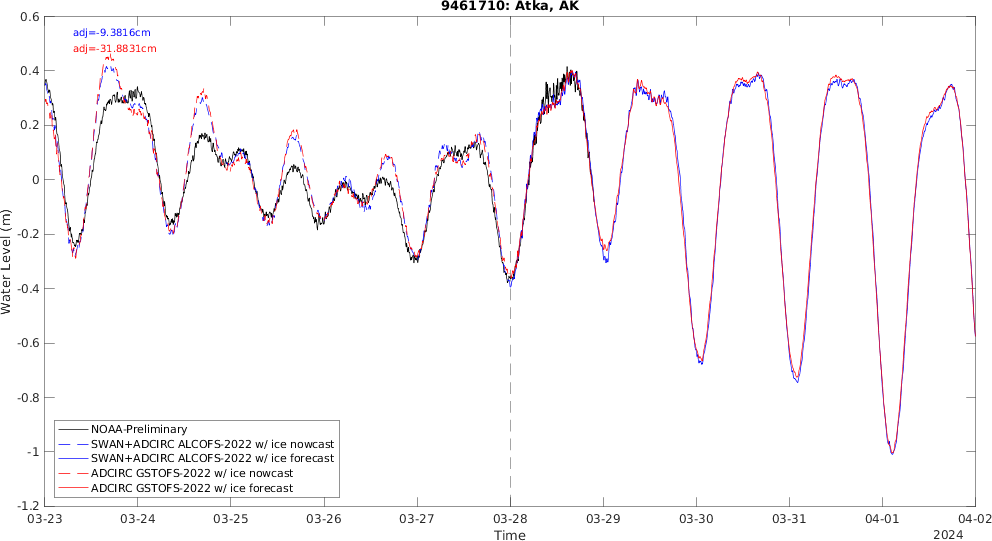 9461710: Atka, AK
adj=-9.3816cm
adj=-31.8831cm
0.6
0.4
0.2
0
-0.2
-0.4
-0.6
-0.8
-1
-1.2
Water Level (m)
NOAA-Preliminary
SWAN+ADCIRC ALCOFS-2022 w/ ice nowcast
SWAN+ADCIRC ALCOFS-2022 w/ ice forecast
ADCIRC GSTOFS-2022 w/ ice nowcast
ADCIRC GSTOFS-2022 w/ ice forecast
03-23 03-24 03-25 03-26 03-27 03-28 03-29 03-30 03-31 04-01 04-02
Time
2024